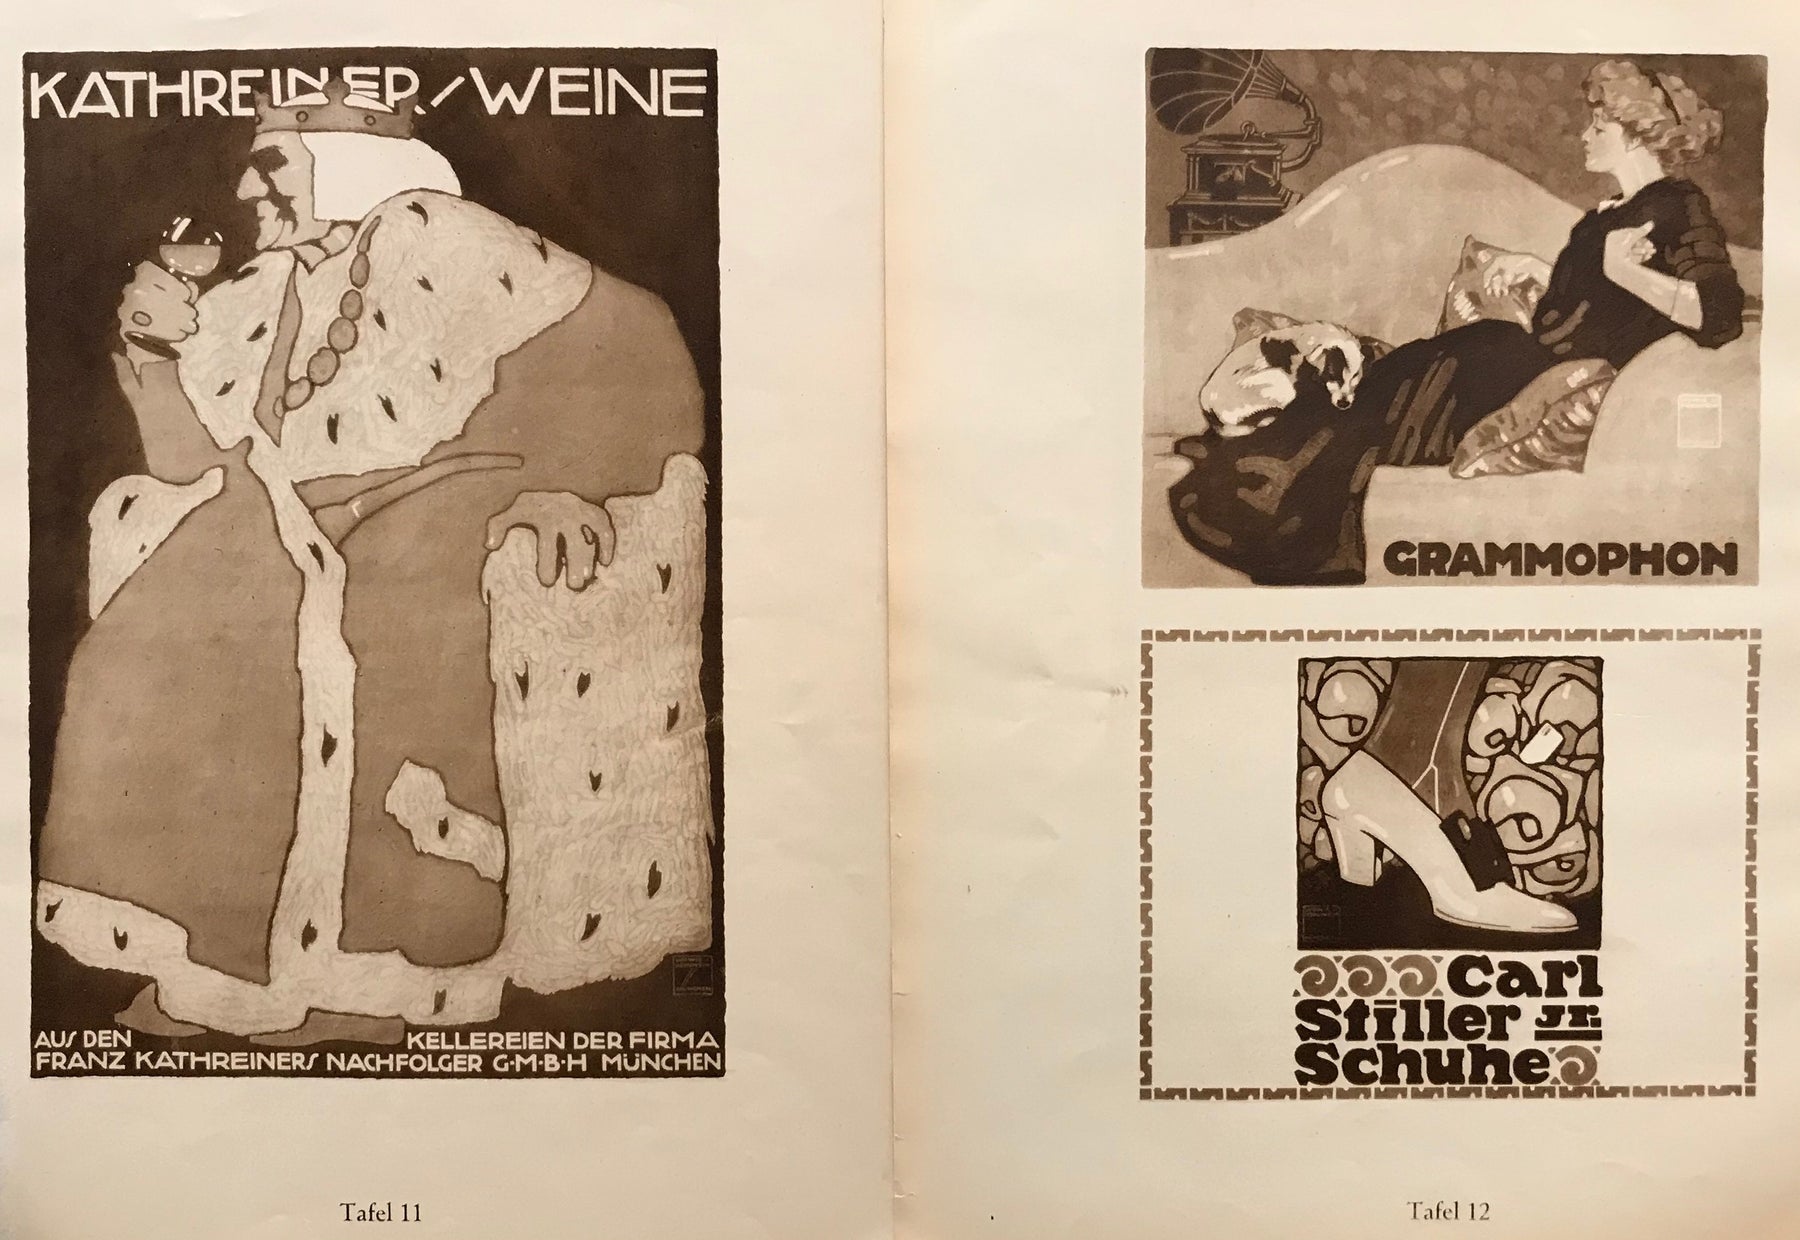 KATHREINER/WEINE
AUS DEN KELLEREIEN DER FIRMA
FRANZ KATHREINERS NACHFOLGER G·M·B·H MÜNCHEN
Tafel 11
GRAMMOPHON
Carl
Stiller Jr.
Schuhe
Tafel 12